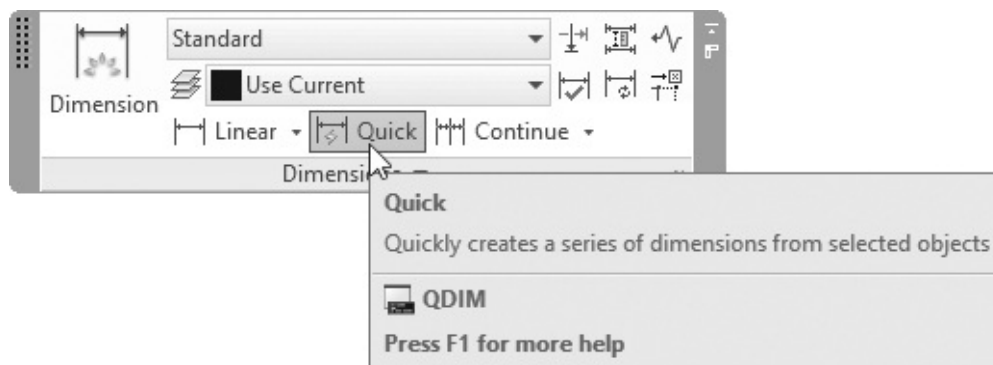 Standard
Use Current
Dimension
Linear Quick Continue
Dimensions
Quick
Quickly creates a series of dimensions from selected objects
QDIM
Press F1 for more help